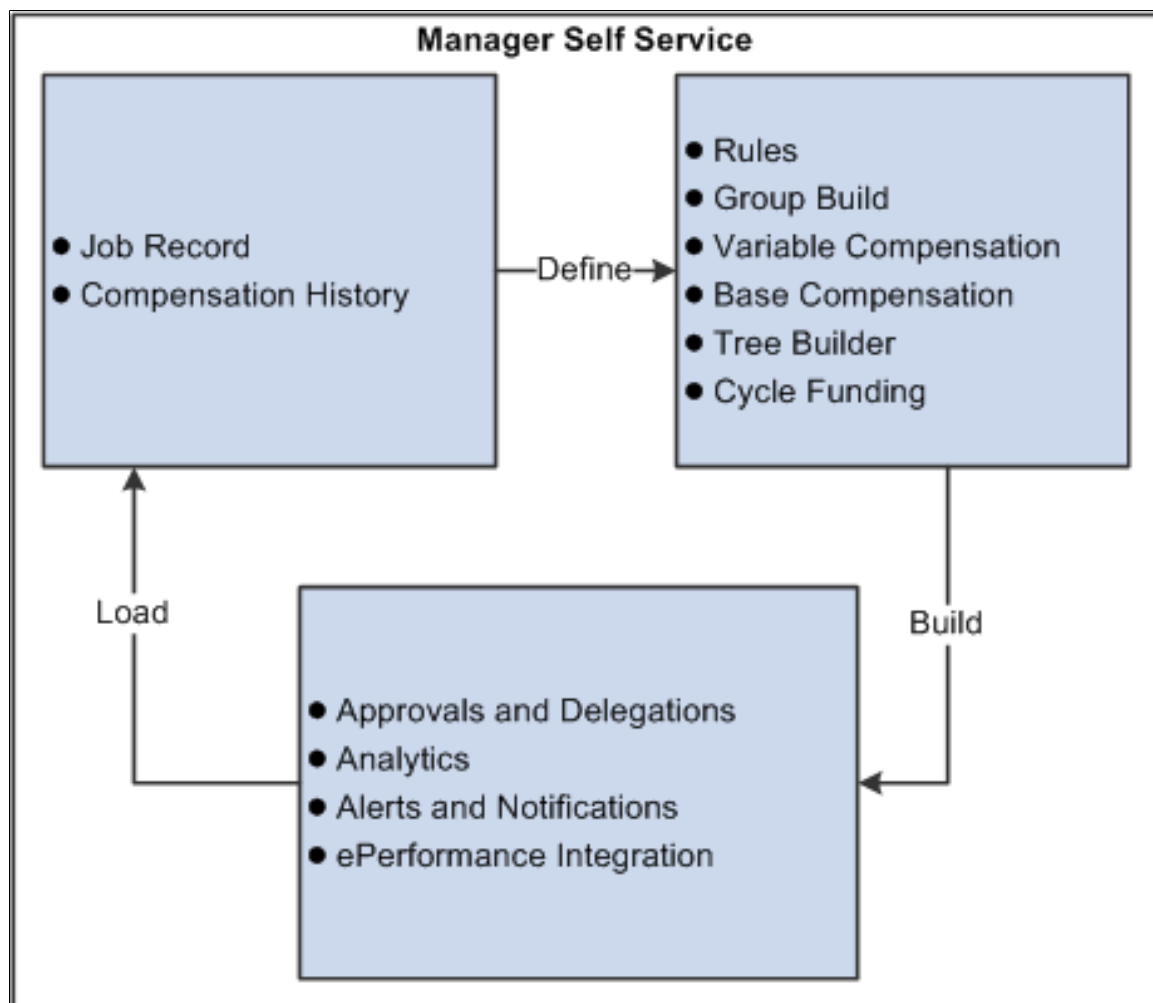 Manager Self Service
● Job Record
● Compensation History
Define
● Rules
● Group Build
● Variable Compensation
● Base Compensation
● Tree Builder
● Cycle Funding
Build
● Approvals and Delegations
● Analytics
● Alerts and Notifications
● ePerformance Integration
Load